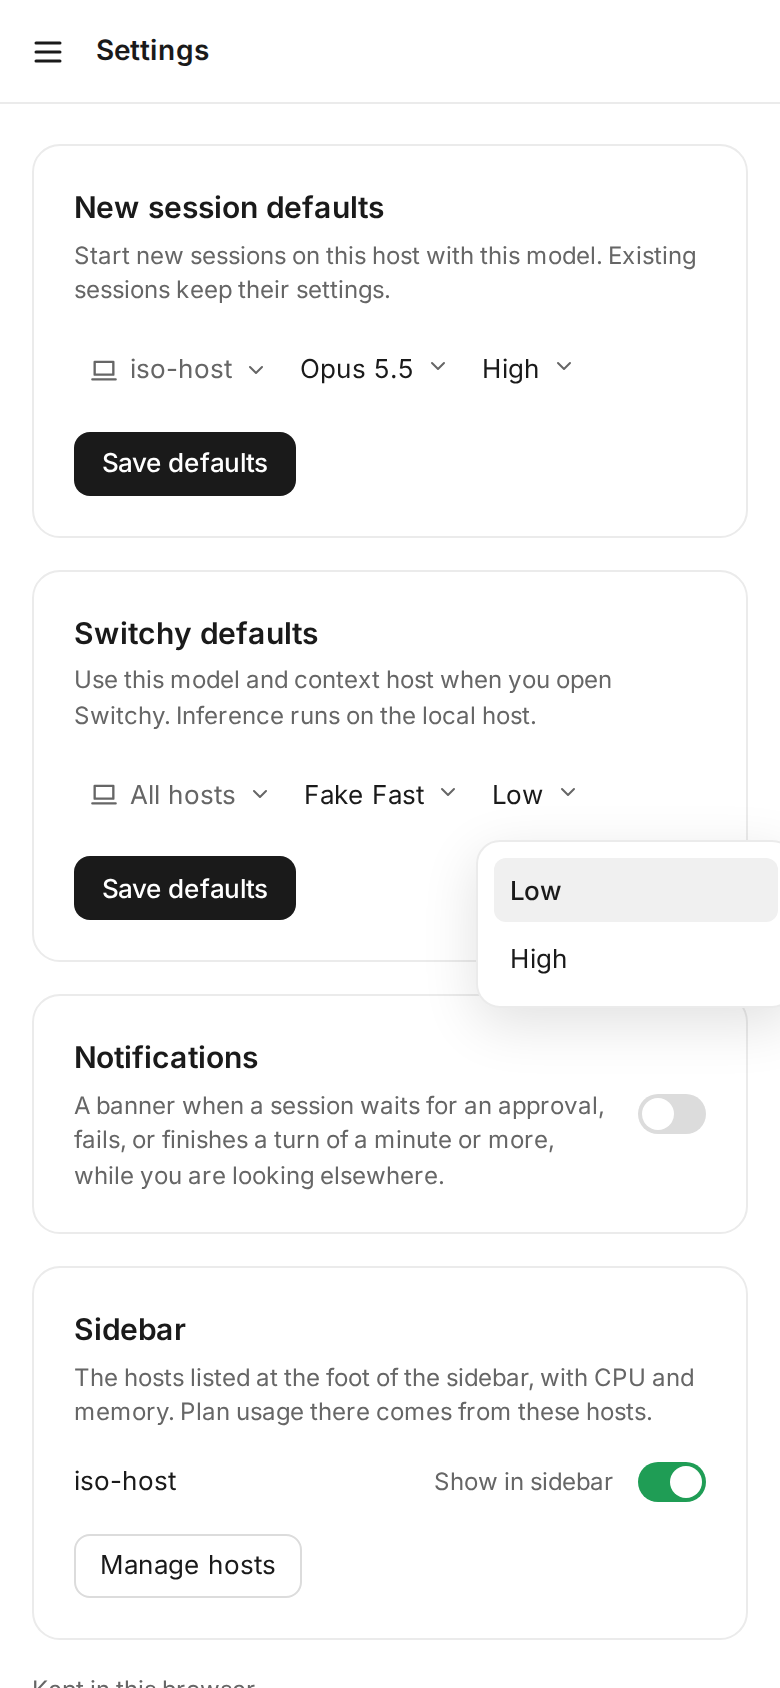 Settings
New session defaults
Start new sessions on this host with this model. Existing
sessions keep their settings.
iso-host Opus 5.5 High
Save defaults
Switchy defaults
Use this model and context host when you open
Switchy. Inference runs on the local host.
All hosts Fake Fast Low
Save defaults
Low
High
Notifications
A banner when a session waits for an approval,
fails, or finishes a turn of a minute or more,
while you are looking elsewhere.
Sidebar
The hosts listed at the foot of the sidebar, with CPU and
memory. Plan usage there comes from these hosts.
iso-host Show in sidebar
Manage hosts
Kept in this browser